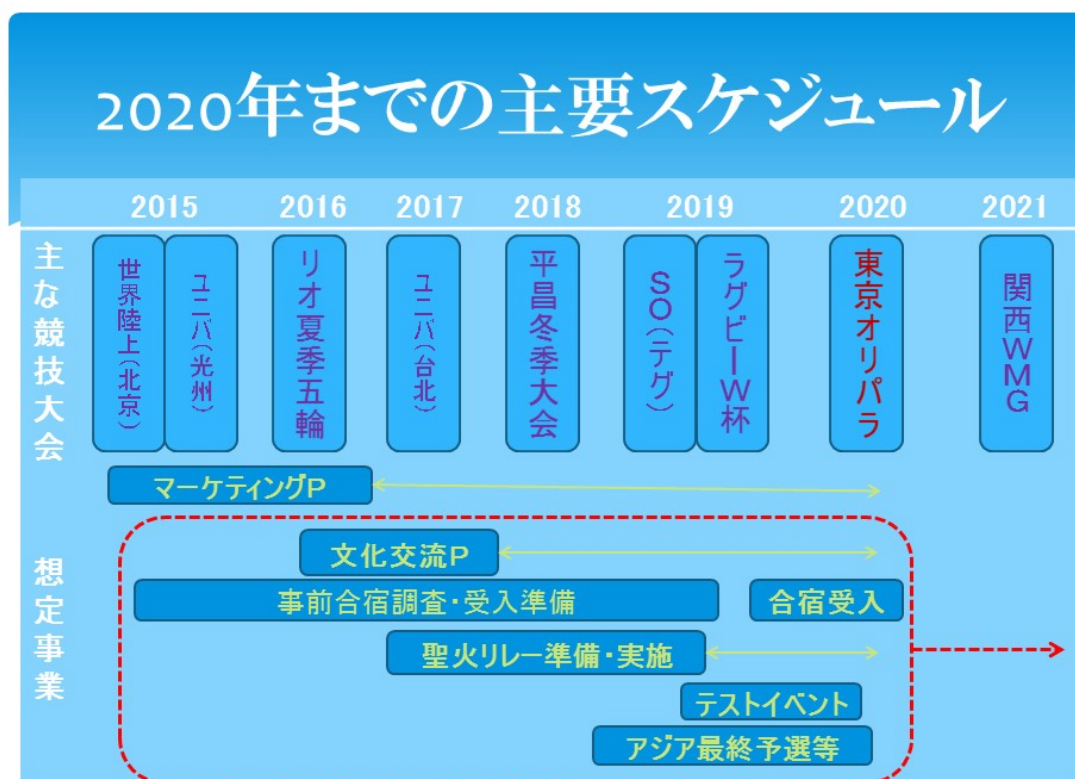 2020年までの主要スケジュール
2015 2016 2017 2018 2019 2020 2021
主な競技大会
世界陸上(北京)
ユニバ(光州)
リオ夏季五輪
ユニバ(台北)
平昌冬季大会
SO(テグ)
ラグビーW杯
東京オリパラ
関西WMG
マーケティングP
想定事業
文化交流P
事前合宿調査・受入準備
合宿受入
聖火リレー準備・実施
テストイベント
アジア最終予選等